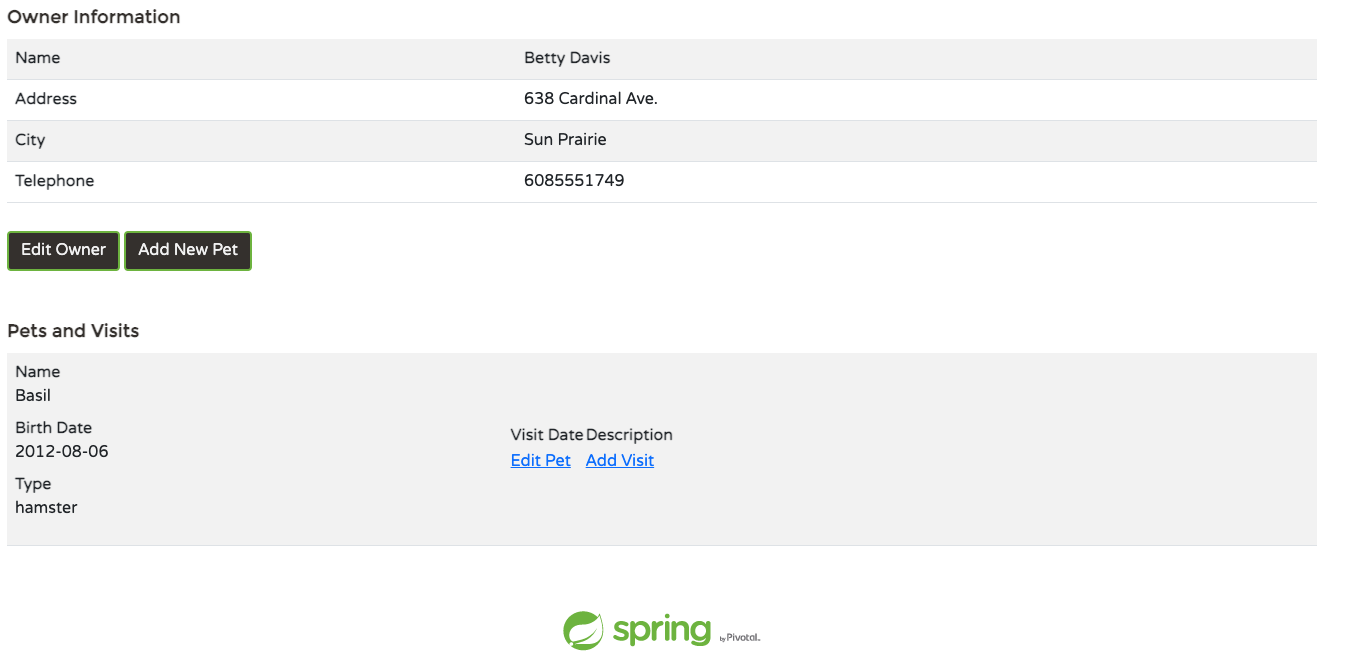 Owner Information
Name Betty Davis
Address 638 Cardinal Ave.
City Sun Prairie
Telephone 6085551749
Edit Owner Add New Pet
Pets and Visits
Name
Basil
Birth Date
2012-08-06
Type
hamster
Visit Date Description
Edit Pet Add Visit
spring by Pivotal.